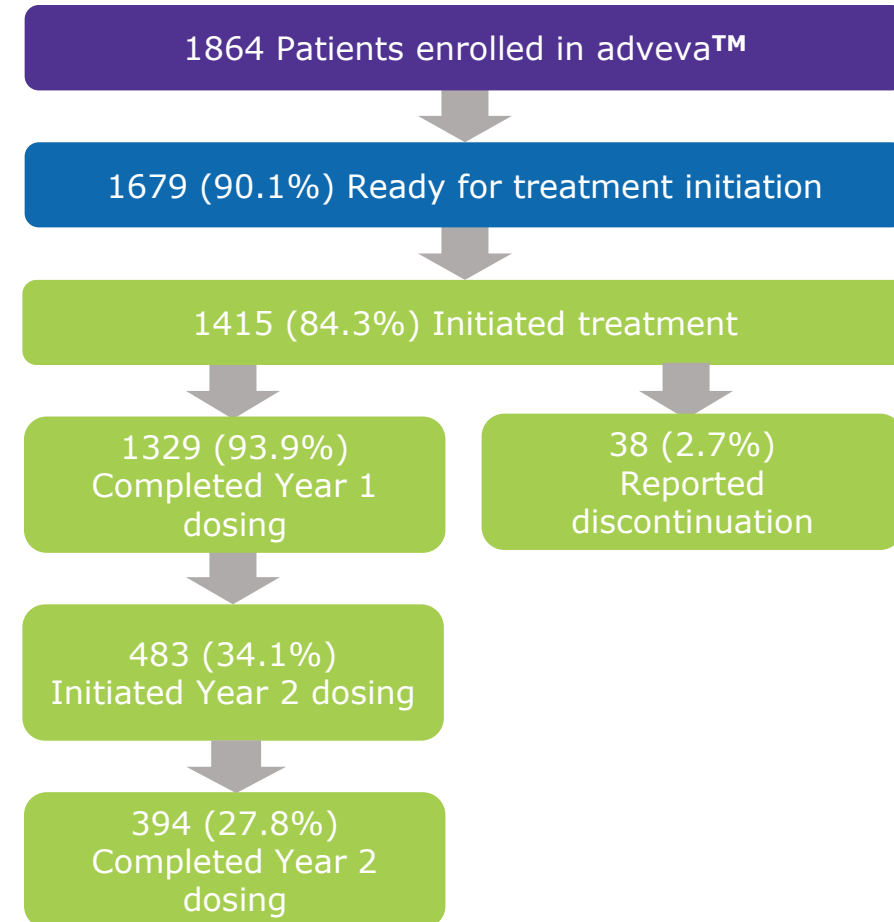 1864 Patients enrolled in adveva™
1679 (90.1%) Ready for treatment initiation
1415 (84.3%) Initiated treatment
1329 (93.9%)
Completed Year 1
dosing
38 (2.7%)
Reported
discontinuation
483 (34.1%)
Initiated Year 2 dosing
394 (27.8%)
Completed Year 2
dosing